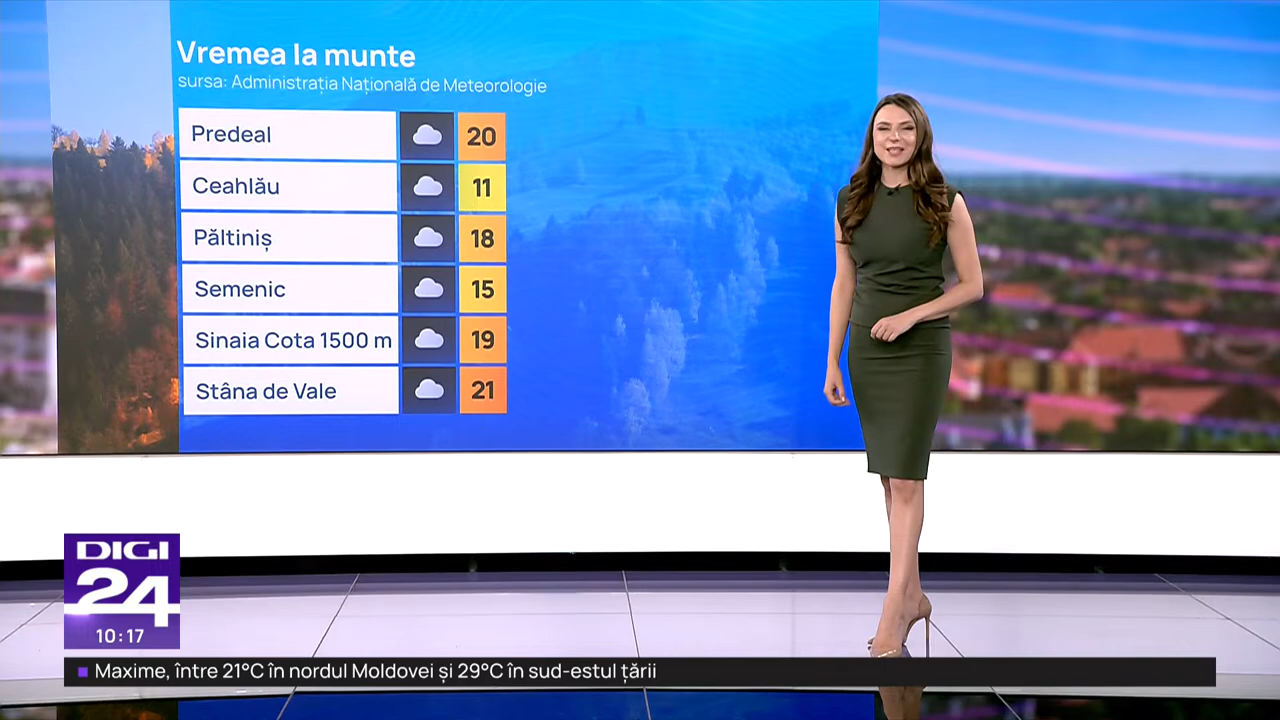 Vremea la munte
sursa: Administrația Națională de Meteorologie
Predeal 20
Ceahlău 11
Păltiniș 18
Semenic 15
Sinaia Cota 1500 m 19
Stâna de Vale 21
DIGI
24
10:17
Maxime, între 21°C în nordul Moldovei și 29°C în sud-estul țării